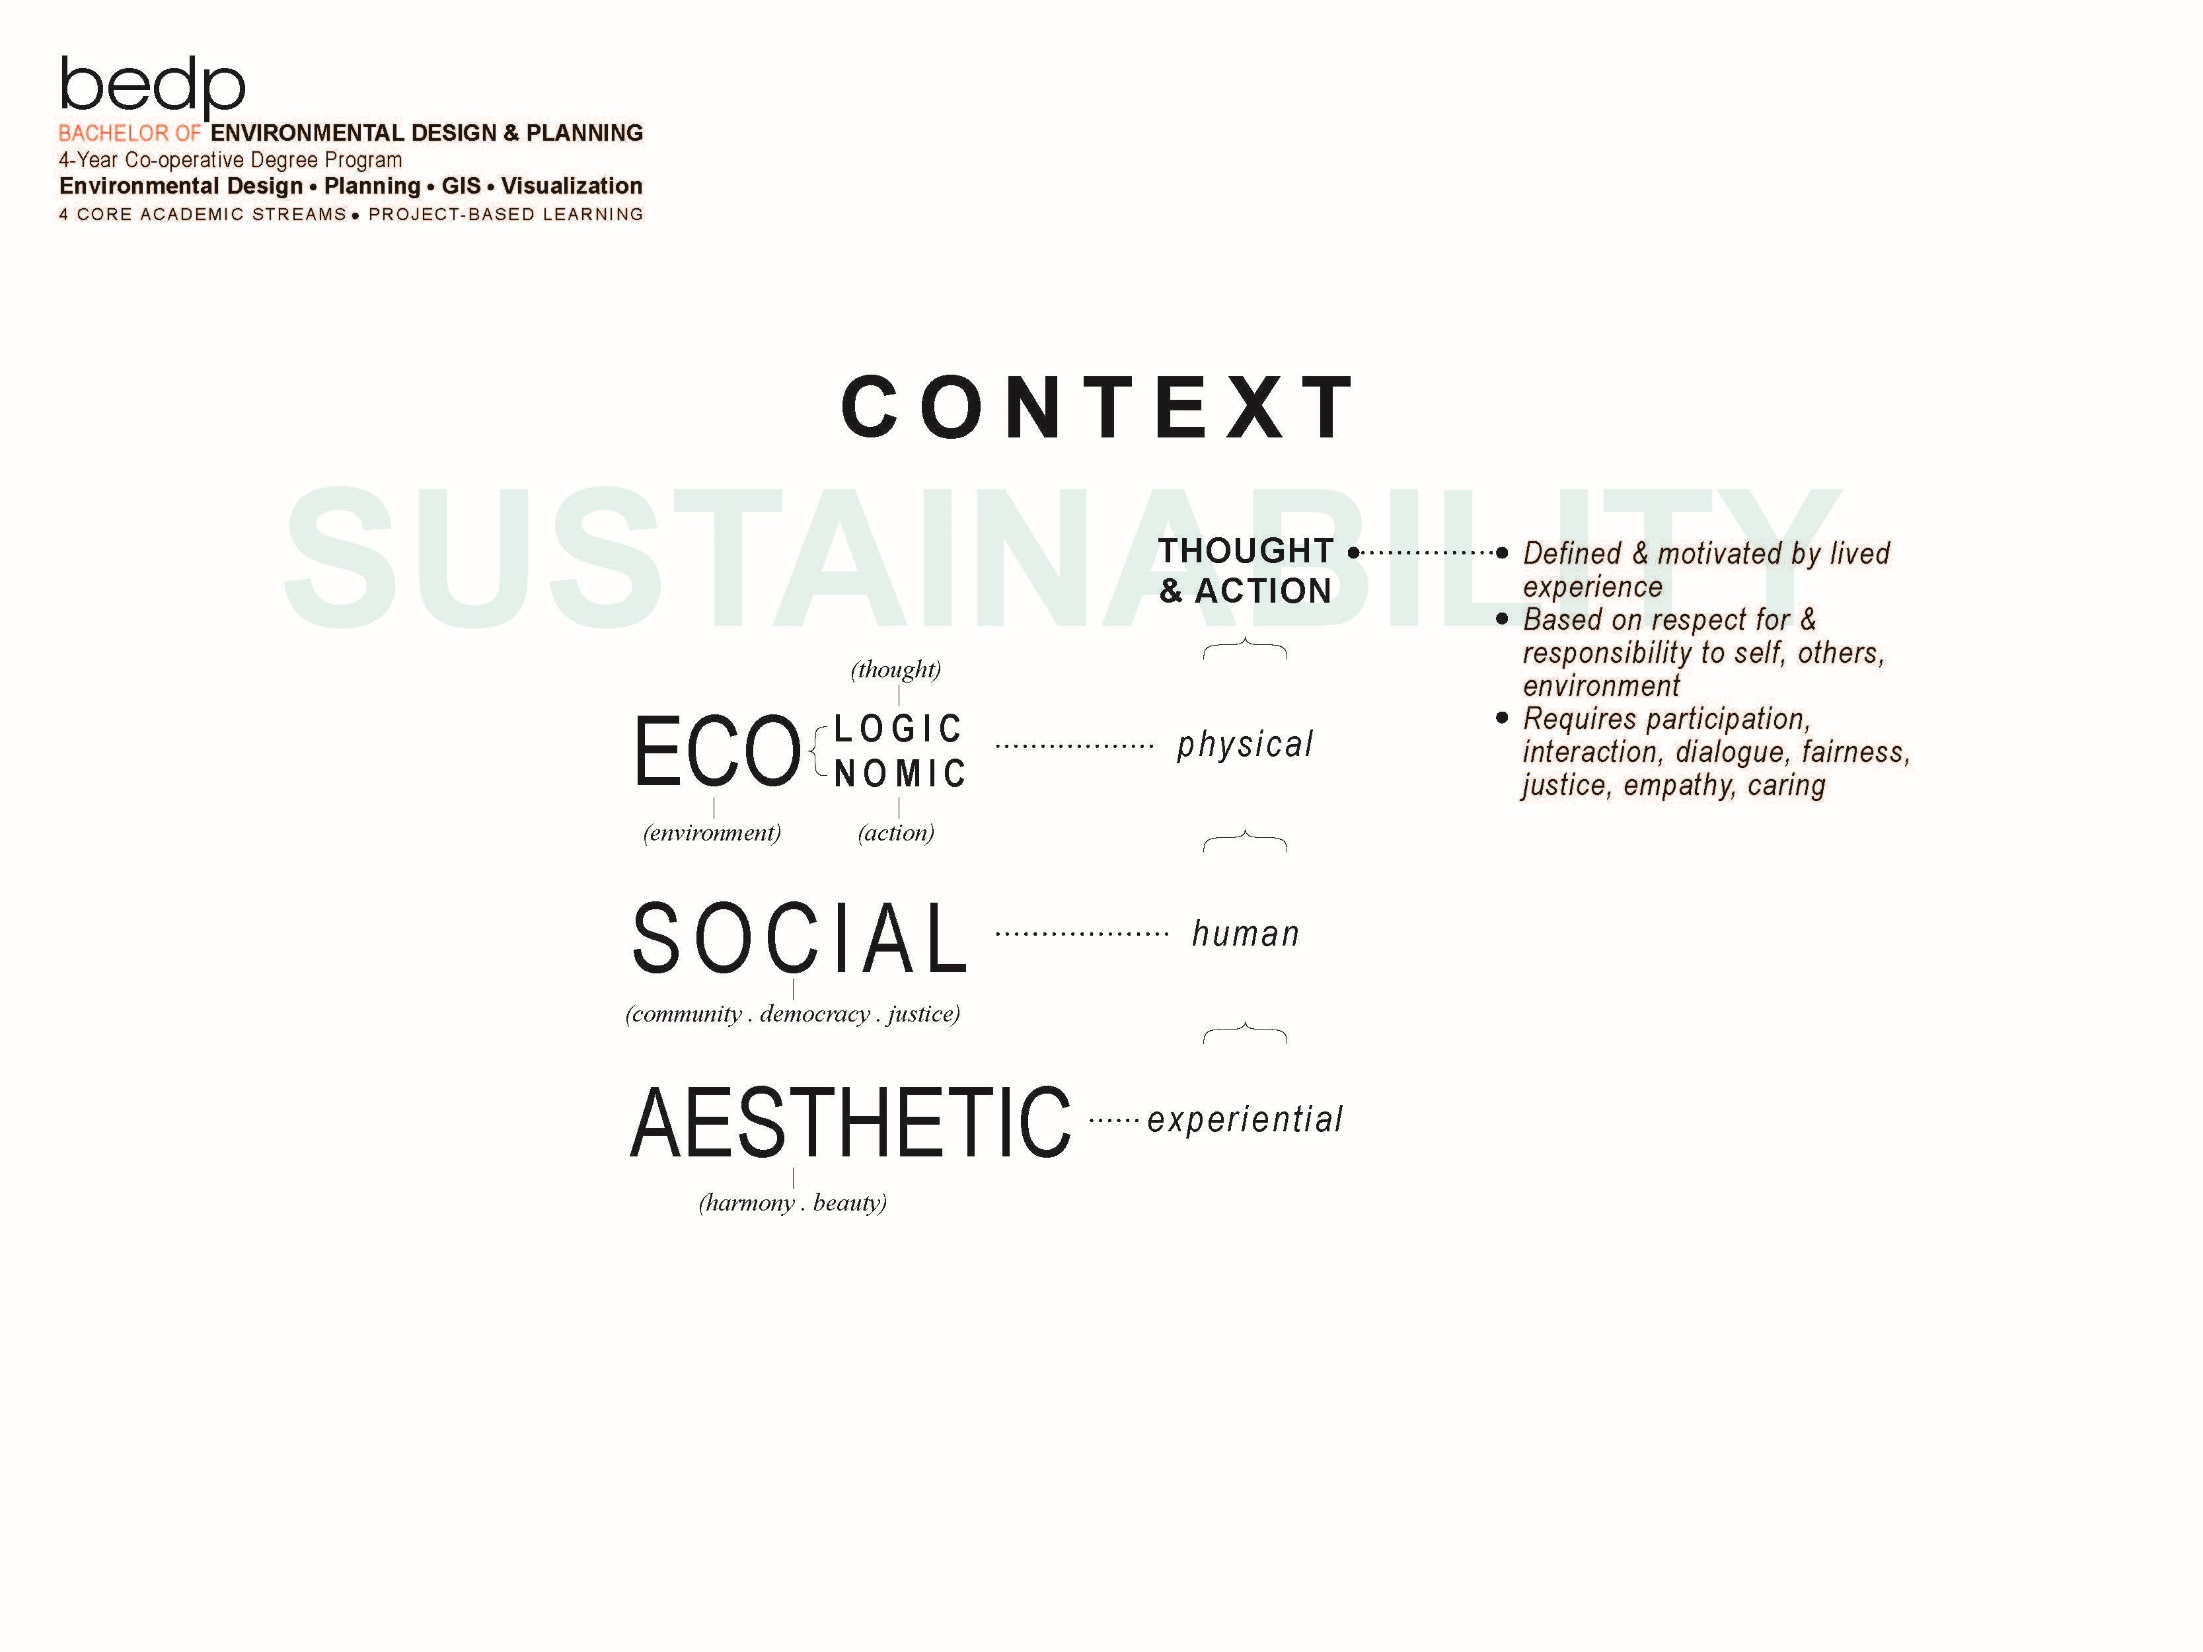 bedp
BACHELOR OF ENVIRONMENTAL DESIGN & PLANNING
4-Year Co-operative Degree Program
Environmental Design • Planning • GIS • Visualization
4 CORE ACADEMIC STREAMS • PROJECT-BASED LEARNING
CONTEXT
SUSTAINABILITY
THOUGHT
& ACTION
• Defined & motivated by lived
experience
• Based on respect for &
responsibility to self, others,
environment
• Requires participation,
interaction, dialogue, fairness,
justice, empathy, caring
(thought)
ECO
LOGIC
NOMIC
physical
(environment)
(action)
SOCIAL
human
(community . democracy . justice)
AESTHETIC
experiential
(harmony . beauty)